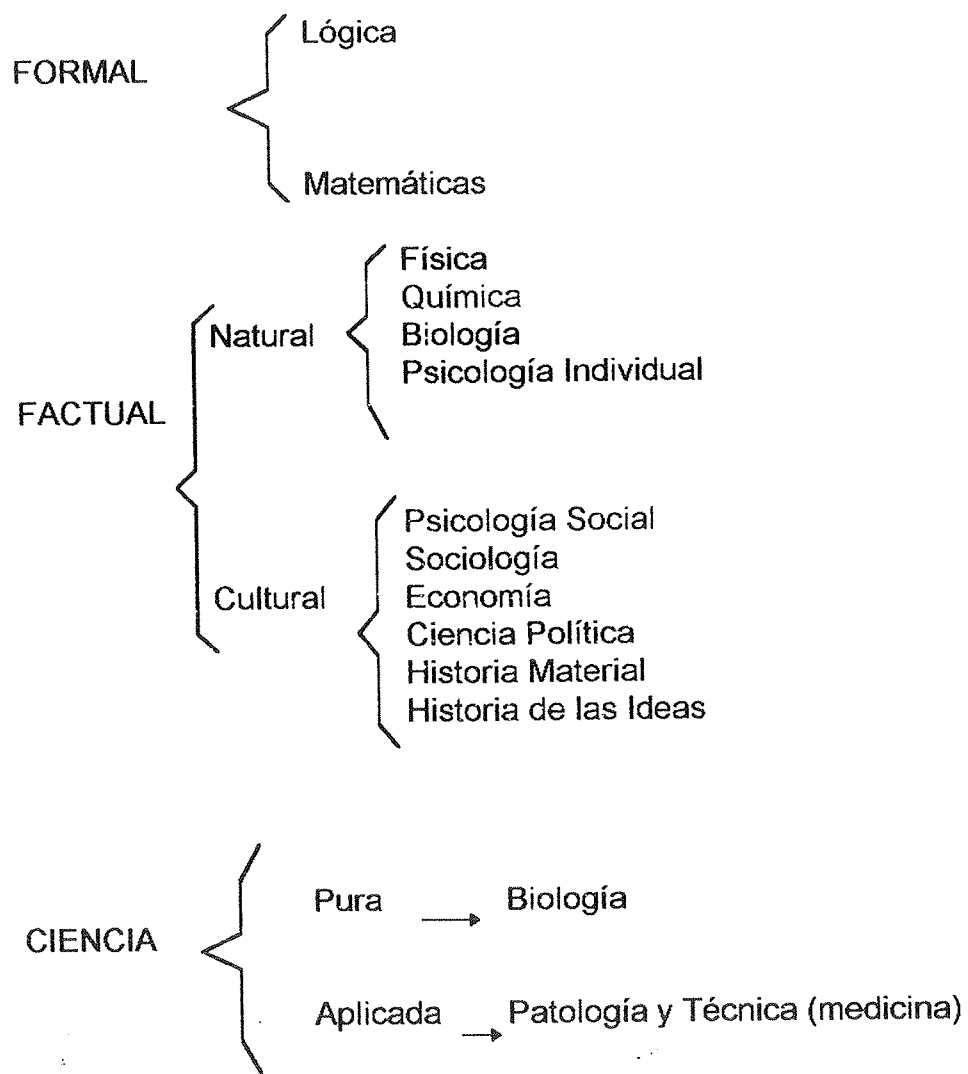 Lógica
FORMAL
Matemáticas
Física
Química
Natural Biología
Psicología Individual
FACTUAL
Psicología Social
Sociología
Cultural Economía
Ciencia Política
Historia Material
Historia de las Ideas
Pura → Biología
CIENCIA
Aplicada → Patología y Técnica (medicina)